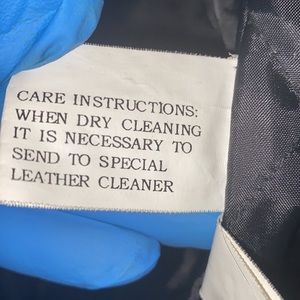 CARE INSTRUCTIONS:
WHEN DRY CLEANING
IT IS NECESSARY TO
SEND TO SPECIAL
LEATHER CLEANER